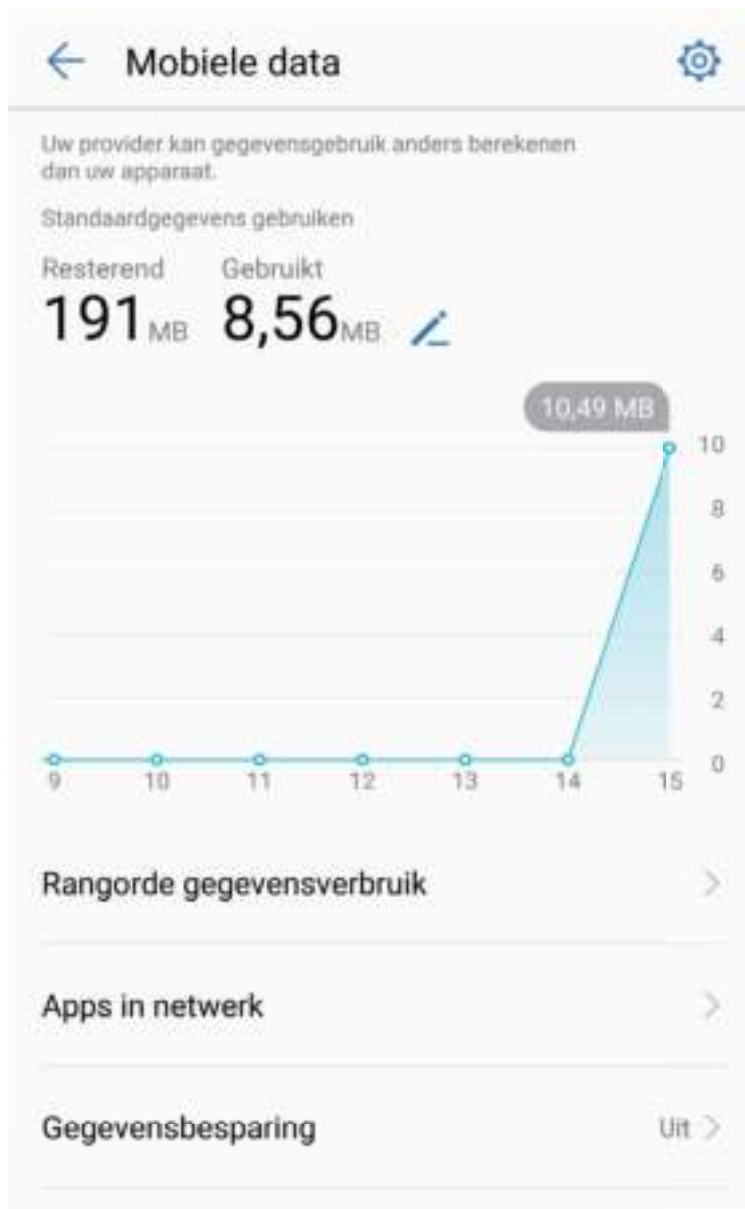 Mobiele data
Uw provider kan gegevensgebruik anders berekenen
dan uw apparaat.
Standaardgegevens gebruiken
Resterend Gebruikt
191 MB 8,56 MB
10,49 MB
10
8
6
4
2
0
9 10 11 12 13 14 15
Rangorde gegevensverbruik
Apps in netwerk
Gegevensbesparing Uit